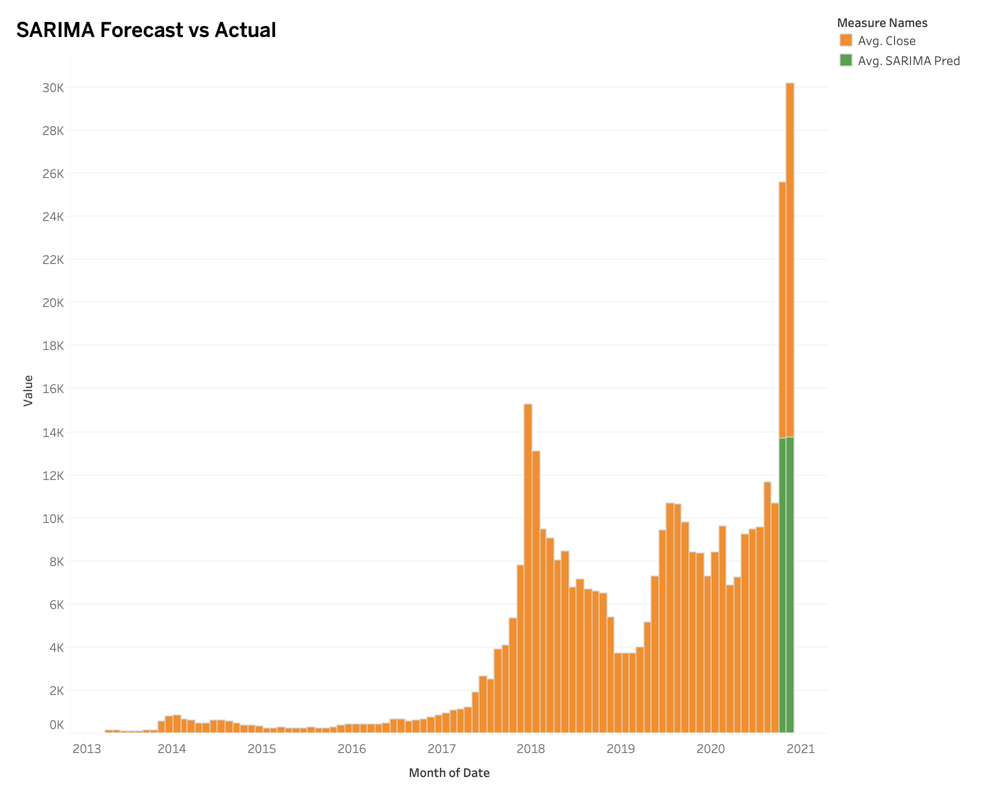 SARIMA Forecast vs Actual
Measure Names
Avg. Close
Avg. SARIMA Pred
30K
28K
26K
24K
22K
20K
18K
16K
14K
12K
10K
8K
6K
4K
2K
0K
Value
2013 2014 2015 2016 2017 2018 2019 2020 2021
Month of Date